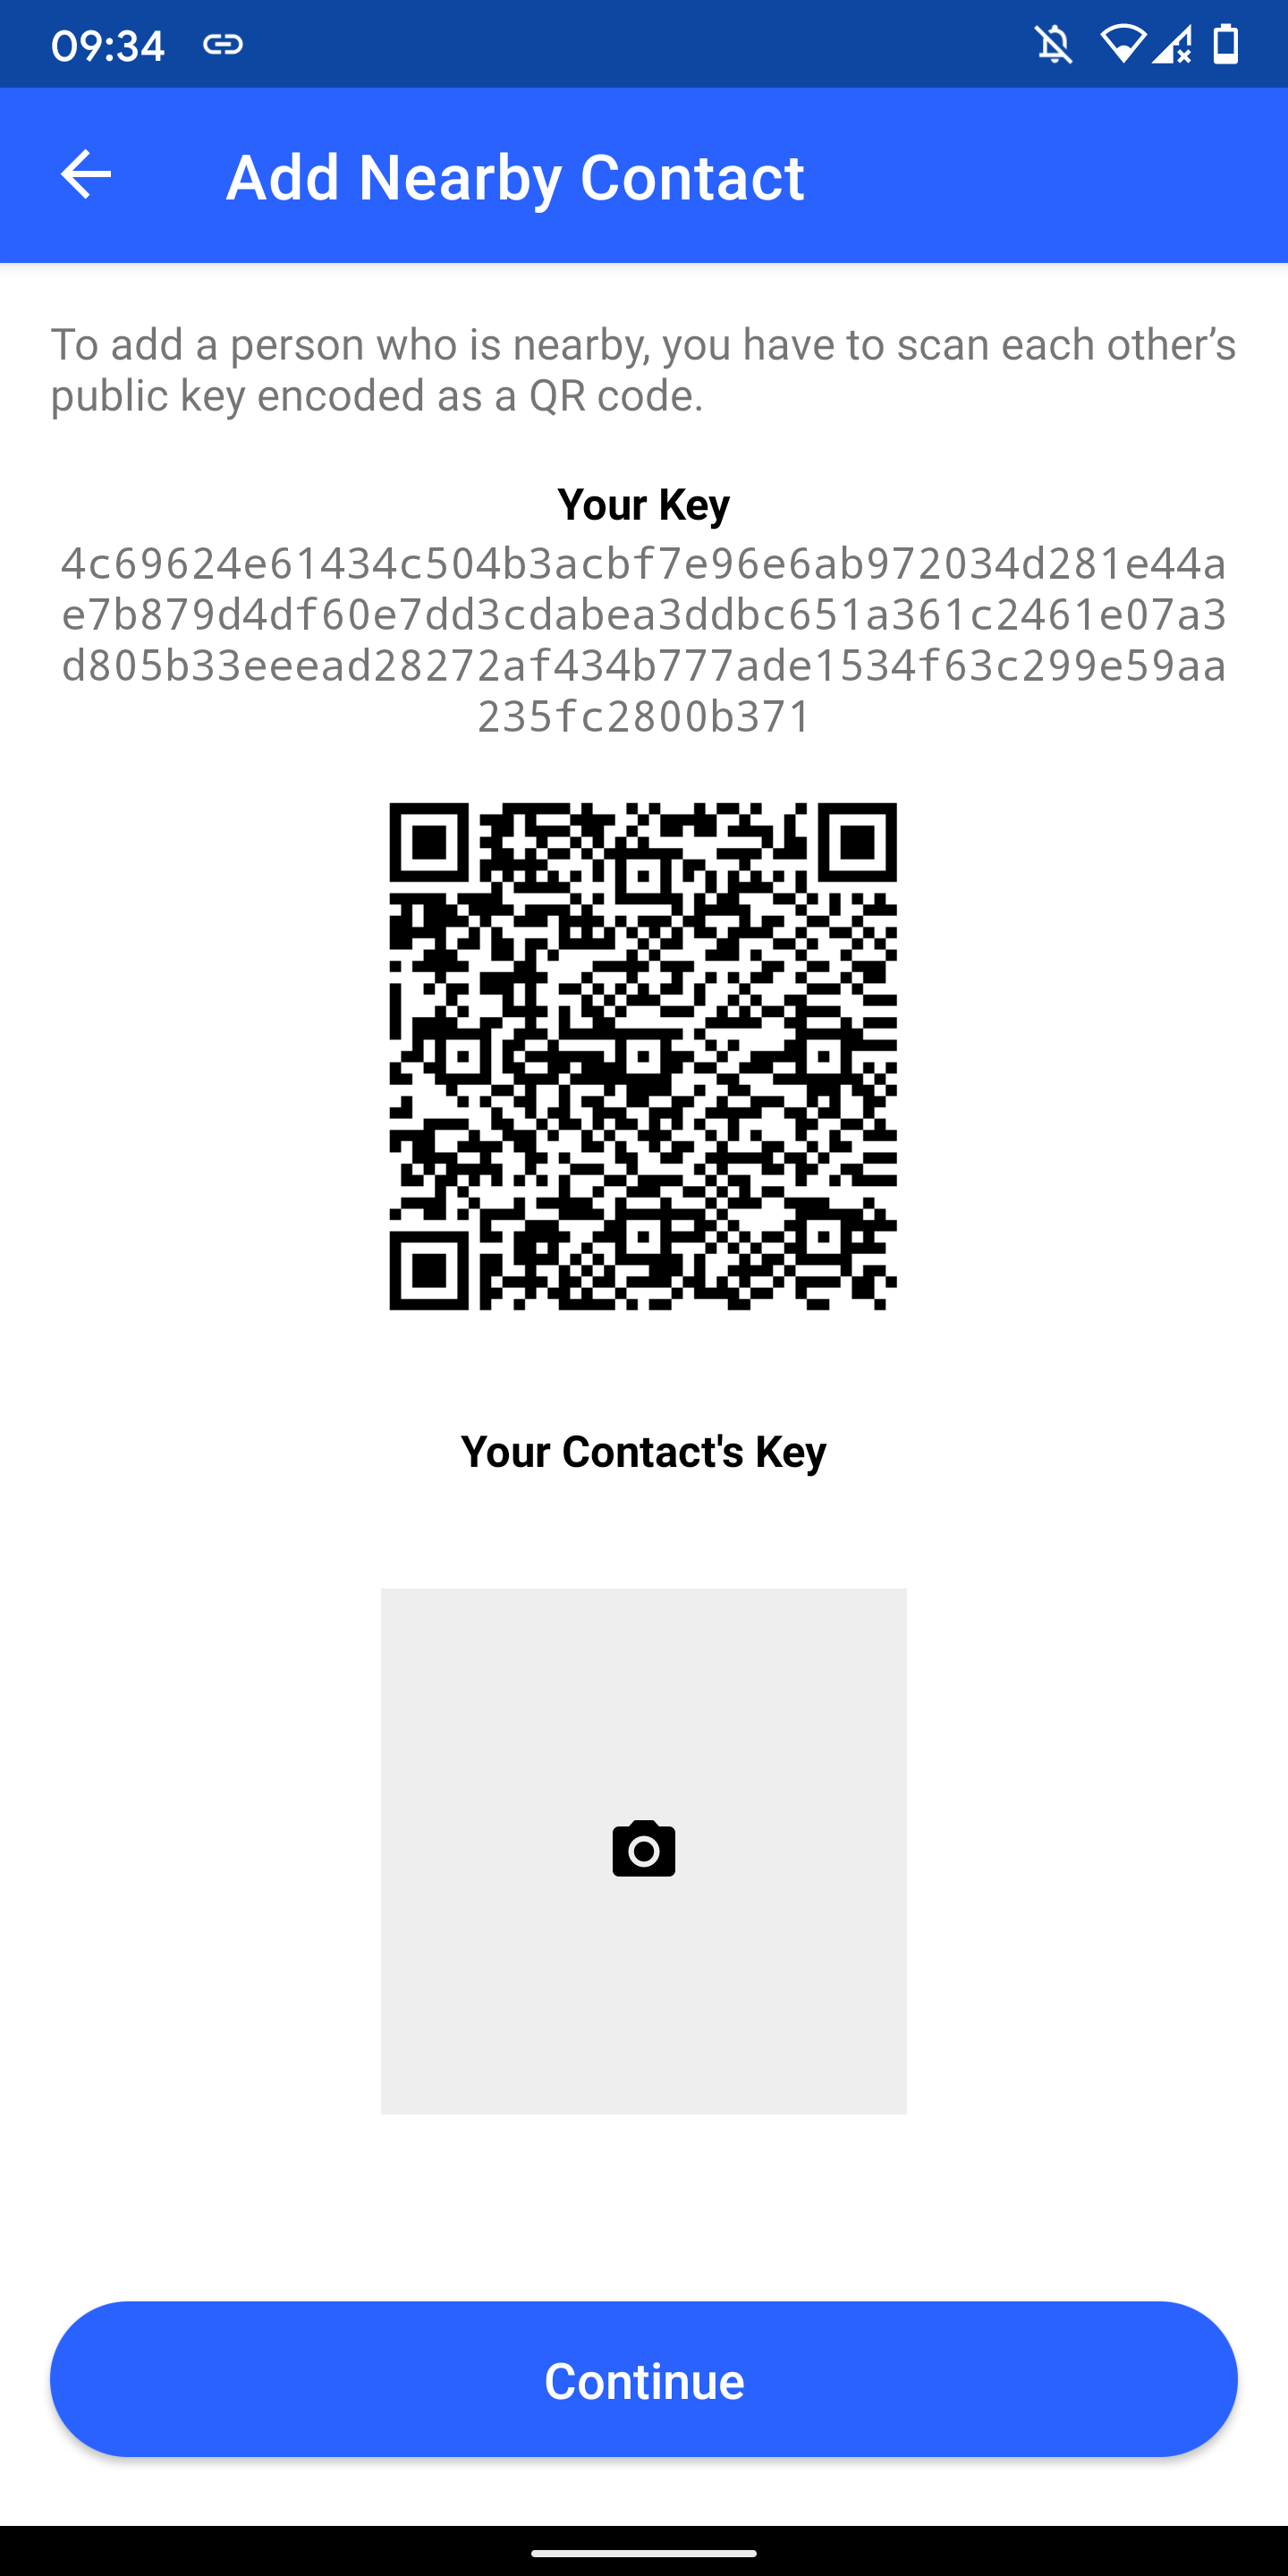 09:34
Add Nearby Contact
To add a person who is nearby, you have to scan each other’s
public key encoded as a QR code.
Your Key
4c69624e61434c504b3acbf7e96e6ab972034d281e44a
e7b879d4df60e7dd3cdabea3ddbc651a361c2461e07a3
d805b33eeead28272af434b777ade1534f63c299e59aa
235fc2800b371
Your Contact's Key
Continue